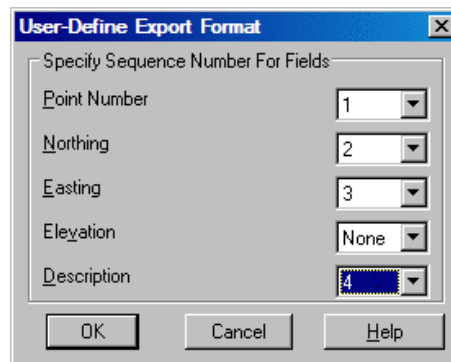 User-Define Export Format
Specify Sequence Number For Fields
Point Number 1
Northing 2
Easting 3
Elevation None
Description 4
OK Cancel Help